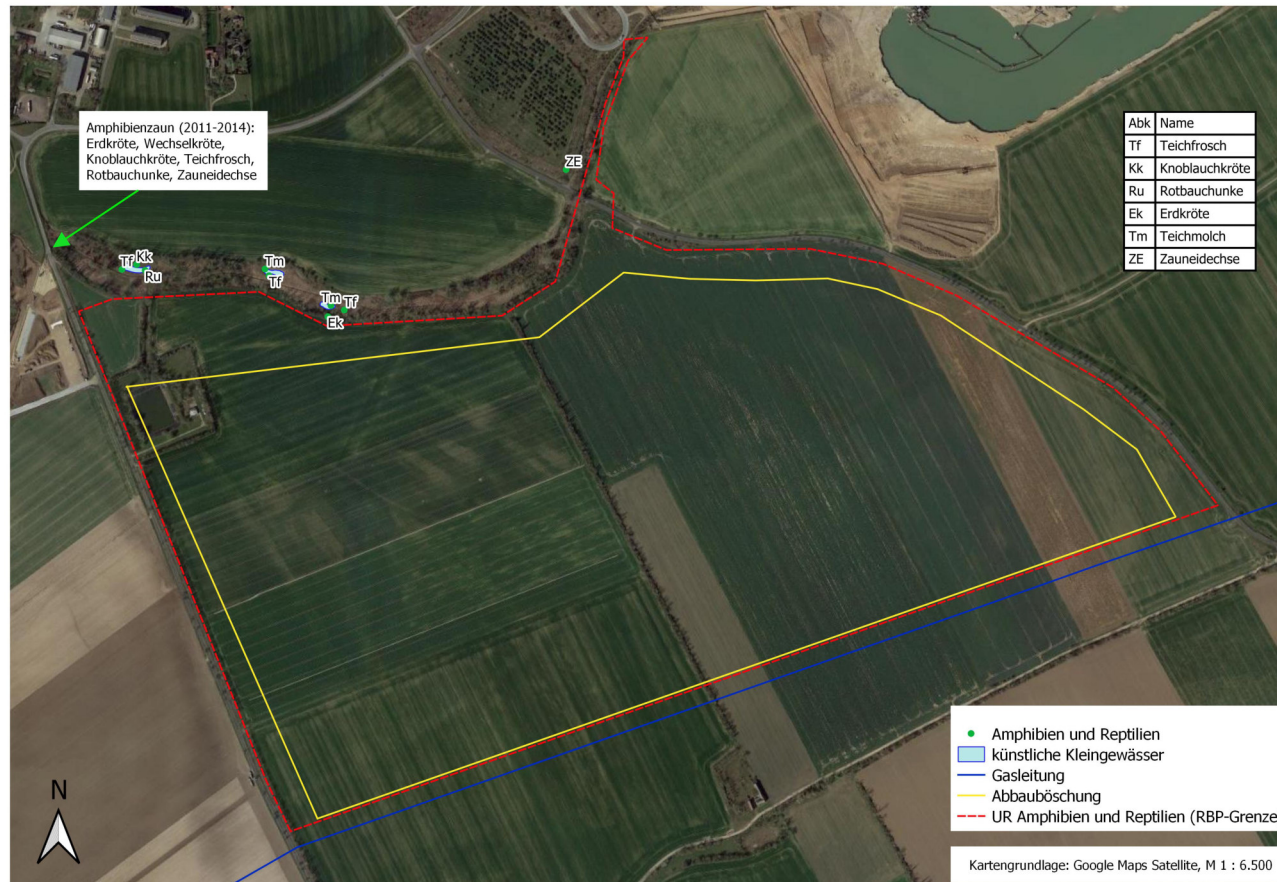 Amphibienzaun (2011-2014):
Erdkröte, Wechselkröte,
Knoblauchkröte, Teichfrosch,
Rotbauchunke, Zauneidechse
ZE
Abk Name
Tf Teichfrosch
Kk Knoblauchkröte
Ru Rotbauchunke
Ek Erdkröte
Tm Teichmolch
ZE Zauneidechse
Tf Kk
Ru
Tm
Tf
Tm Tf
Ek
N
Amphibien und Reptilien
künstliche Kleingewässer
Gasleitung
Abbauböschung
UR Amphibien und Reptilien (RBP-Grenze
Kartengrundlage: Google Maps Satellite, M 1 : 6.500